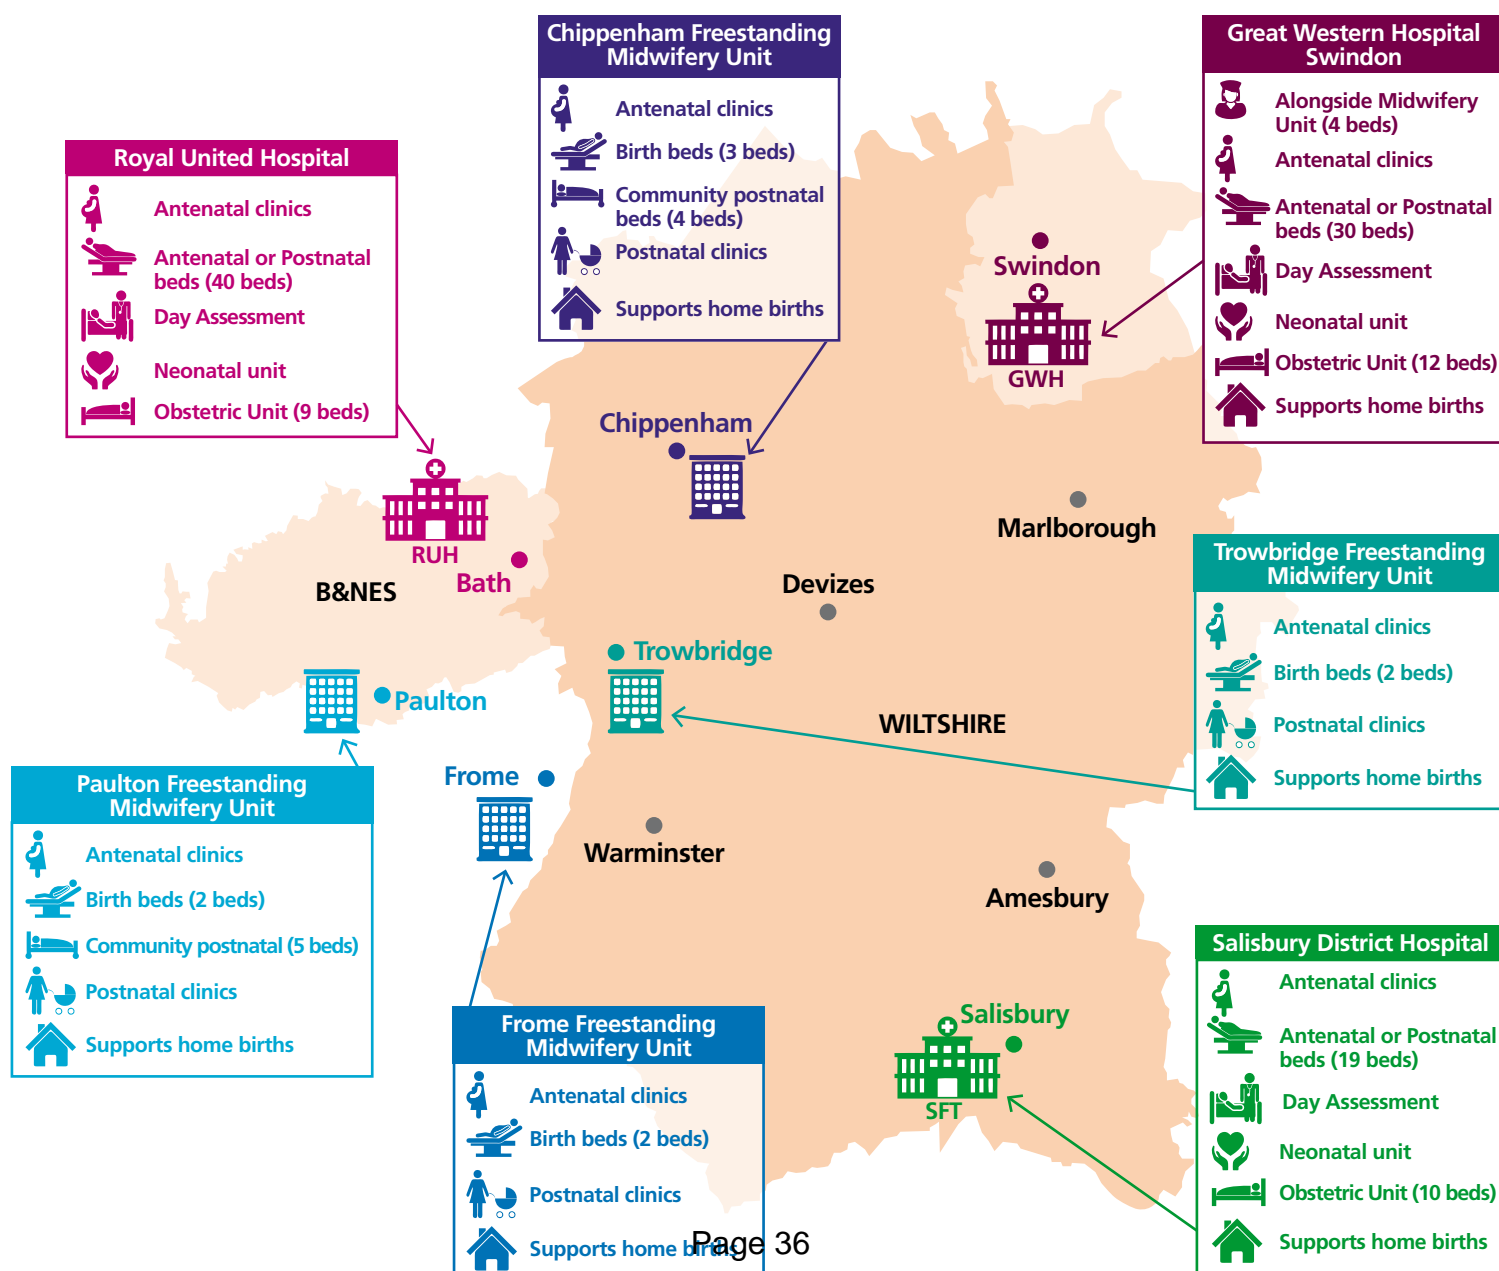 Chippenham Freestanding
Midwifery Unit
Antenatal clinics
Birth beds (3 beds)
Community postnatal
beds (4 beds)
Postnatal clinics
Supports home births
Great Western Hospital
Swindon
Alongside Midwifery
Unit (4 beds)
Antenatal clinics
Antenatal or Postnatal
beds (30 beds)
Day Assessment
Neonatal unit
Obstetric Unit (12 beds)
Supports home births
Royal United Hospital
Antenatal clinics
Antenatal or Postnatal
beds (40 beds)
Day Assessment
Neonatal unit
Obstetric Unit (9 beds)
Swindon
GWH
Chippenham
Marlborough
RUH
Bath
B&NES
Devizes
Trowbridge
Paulton
WILTSHIRE
Frome
Warminster
Amesbury
Salisbury
SFT
Trowbridge Freestanding
Midwifery Unit
Antenatal clinics
Birth beds (2 beds)
Postnatal clinics
Supports home births
Paulton Freestanding
Midwifery Unit
Antenatal clinics
Birth beds (2 beds)
Community postnatal (5 beds)
Postnatal clinics
Supports home births
Frome Freestanding
Midwifery Unit
Antenatal clinics
Birth beds (2 beds)
Postnatal clinics
Supports home births
Salisbury District Hospital
Antenatal clinics
Antenatal or Postnatal
beds (19 beds)
Day Assessment
Neonatal unit
Obstetric Unit (10 beds)
Supports home births
Page 36